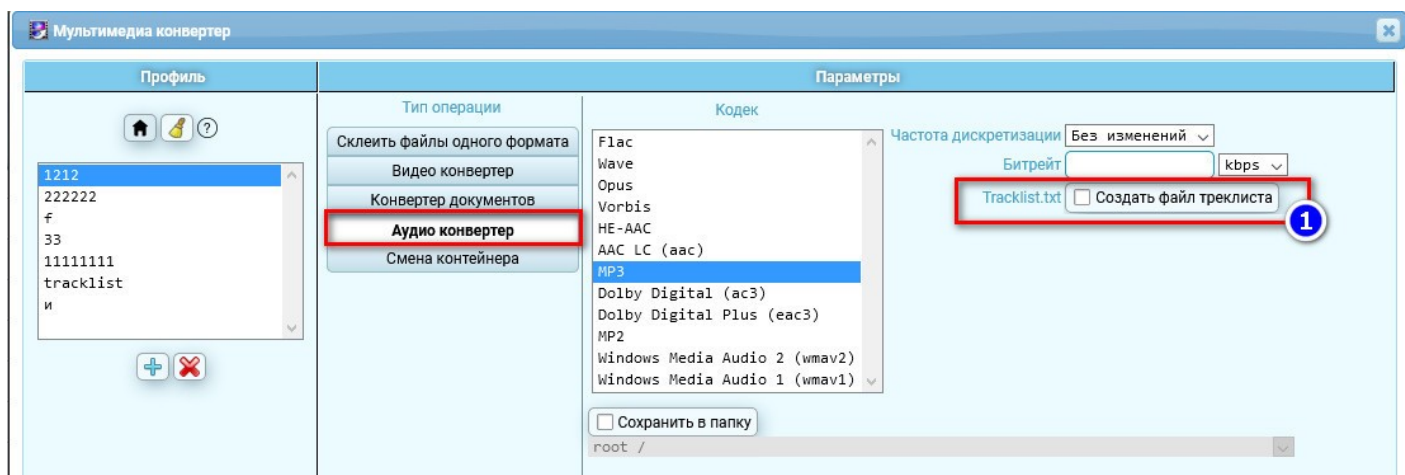 Мультимедиа конвертер
Профиль
Параметры
1212
222222
f
33
11111111
tracklist
и
Тип операции
Склеить файлы одного формата
Видео конвертер
Конвертер документов
Аудио конвертер
Смена контейнера
Кодек
Flac
Wave
Opus
Vorbis
HE-AAC
AAC LC (aac)
MP3
Dolby Digital (ac3)
Dolby Digital Plus (eac3)
MP2
Windows Media Audio 2 (wmav2)
Windows Media Audio 1 (wmav1)
Сохранить в папку
root /
Частота дискретизации Без изменений
Битрейт kbps
Tracklist.txt Создать файл треклиста
1